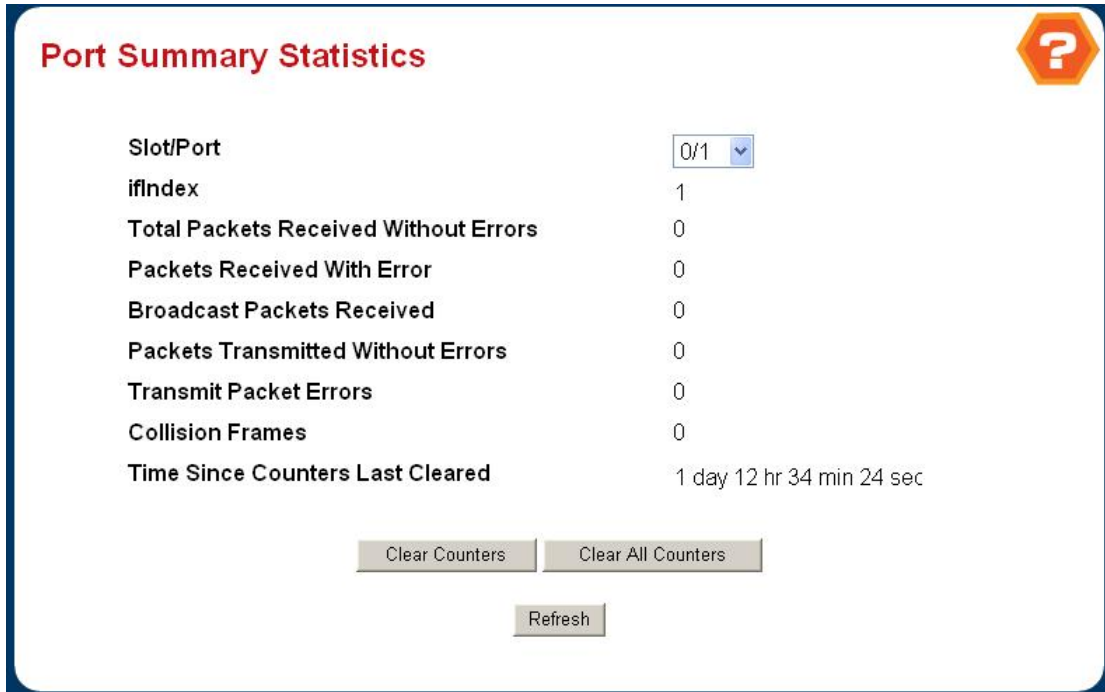 Port Summary Statistics
?
Slot/Port 0/1
ifIndex 1
Total Packets Received Without Errors 0
Packets Received With Error 0
Broadcast Packets Received 0
Packets Transmitted Without Errors 0
Transmit Packet Errors 0
Collision Frames 0
Time Since Counters Last Cleared 1 day 12 hr 34 min 24 sec
Clear Counters Clear All Counters
Refresh